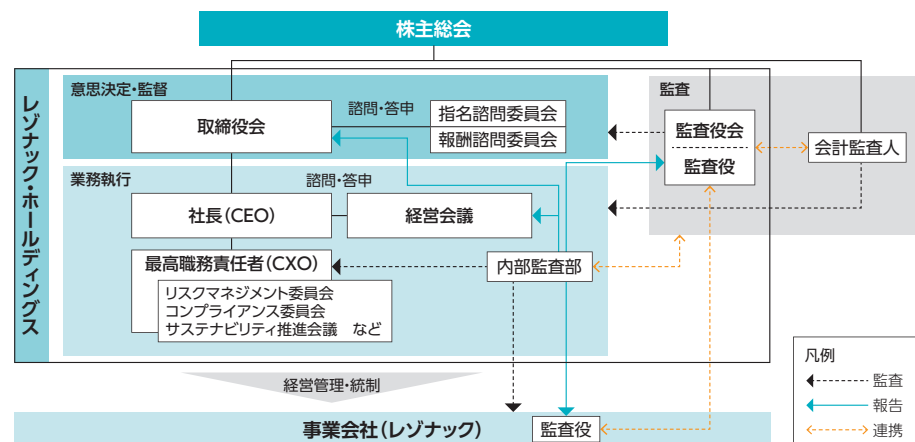 株主総会
レゾナック・ホールディングス
意思決定・監督
取締役会
諮問・答申
指名諮問委員会
報酬諮問委員会
監査
監査役会
監査役
会計監査人
業務執行
諮問・答申
社長（CEO）
経営会議
最高職務責任者（CXO）
リスクマネジメント委員会
コンプライアンス委員会
サステナビリティ推進会議 など
内部監査部
経営管理・統制
事業会社（レゾナック）
監査役
凡例
監査
報告
連携